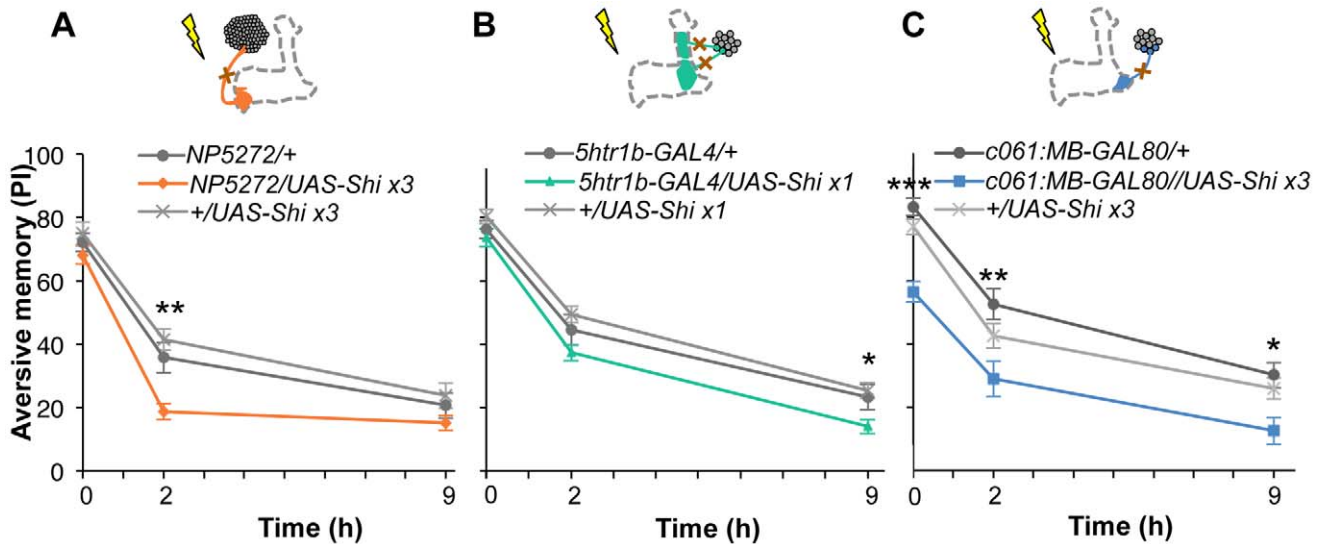 A
NP5272/+
NP5272/UAS-Shi x3
+/UAS-Shi x3
Aversive memory (PI)
100
80
60
40
20
0
**
0
2
9
Time (h)
B
5htr1b-GAL4/+
5htr1b-GAL4/UAS-Shi x1
+/UAS-Shi x1
*
0
2
9
Time (h)
C
c061:MB-GAL80/+
c061:MB-GAL80//UAS-Shi x3
+/UAS-Shi x3
***
**
*
0
2
9
Time (h)